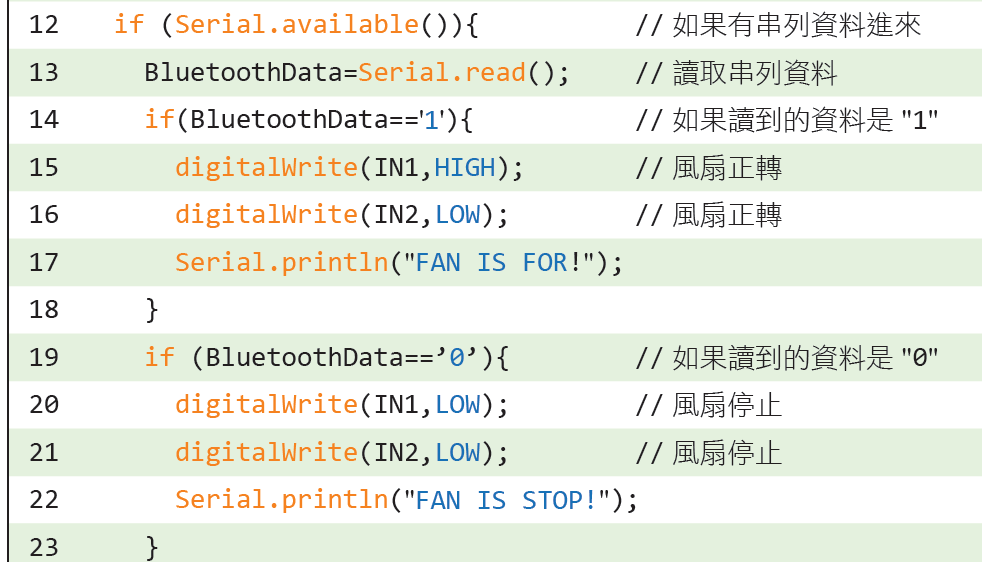 12 if (Serial.available()){ // 如果有串列資料進來
13 BluetoothData=Serial.read(); // 讀取串列資料
14 if(BluetoothData=='1'){ // 如果讀到的資料是 "1"
15 digitalWrite(IN1,HIGH); // 風扇正轉
16 digitalWrite(IN2,LOW); // 風扇正轉
17 Serial.println("FAN IS FOR!");
18 }
19 if (BluetoothData==’0’){ // 如果讀到的資料是 "0"
20 digitalWrite(IN1,LOW); // 風扇停止
21 digitalWrite(IN2,LOW); // 風扇停止
22 Serial.println("FAN IS STOP!");
23 }